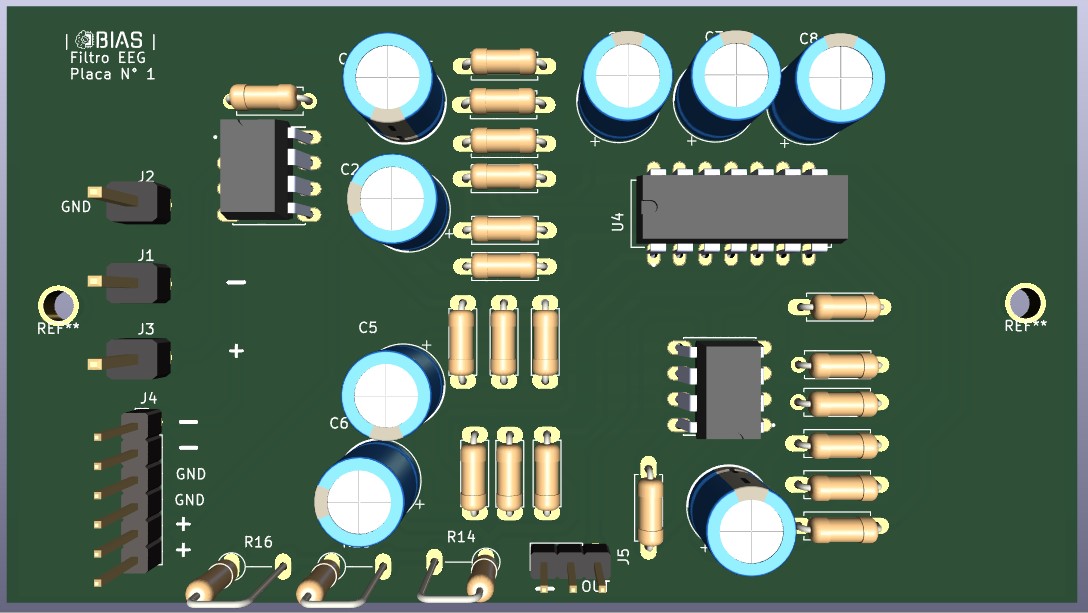 | BIAS |
Filtro EEG
Placa N° 1
C
C7
C8
J2
GND
C2
U4
J1
-
REF**
REF**
J3
+
C5
+
J4
-
-
C6
GND
GND
+
+
R16
R14
J5
OUT